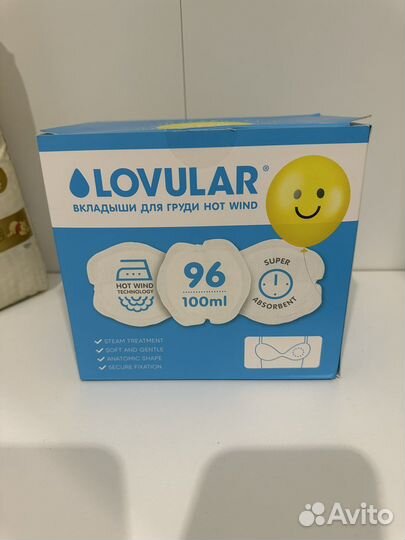 LOVULAR®
ВКЛАДЫШИ ДЛЯ ГРУДИ HOT WIND
HOT WIND
TECHNOLOGY
96
100ml
SUPER
ABSORBENT
STEAM TREATMENT
SOFT AND GENTLE
ANATOMIC SHAPE
SECURE FIXATION
Avito